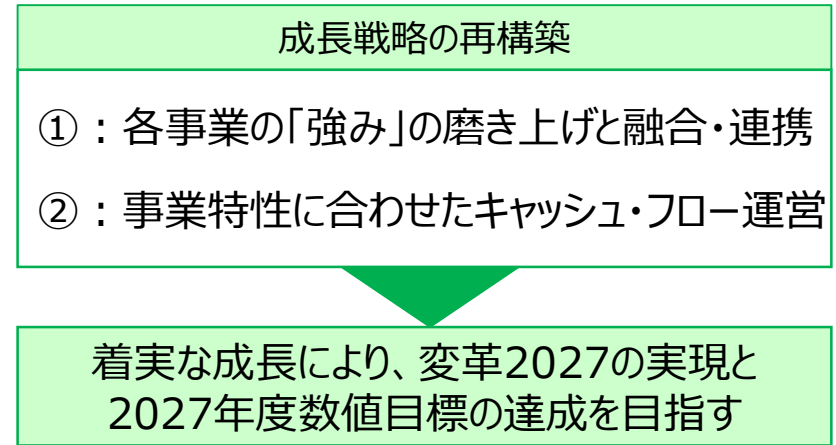 成長戦略の再構築
①：各事業の「強み」の磨き上げと融合・連携
②：事業特性に合わせたキャッシュ・フロー運営
着実な成長により、変革2027の実現と
2027年度数値目標の達成を目指す